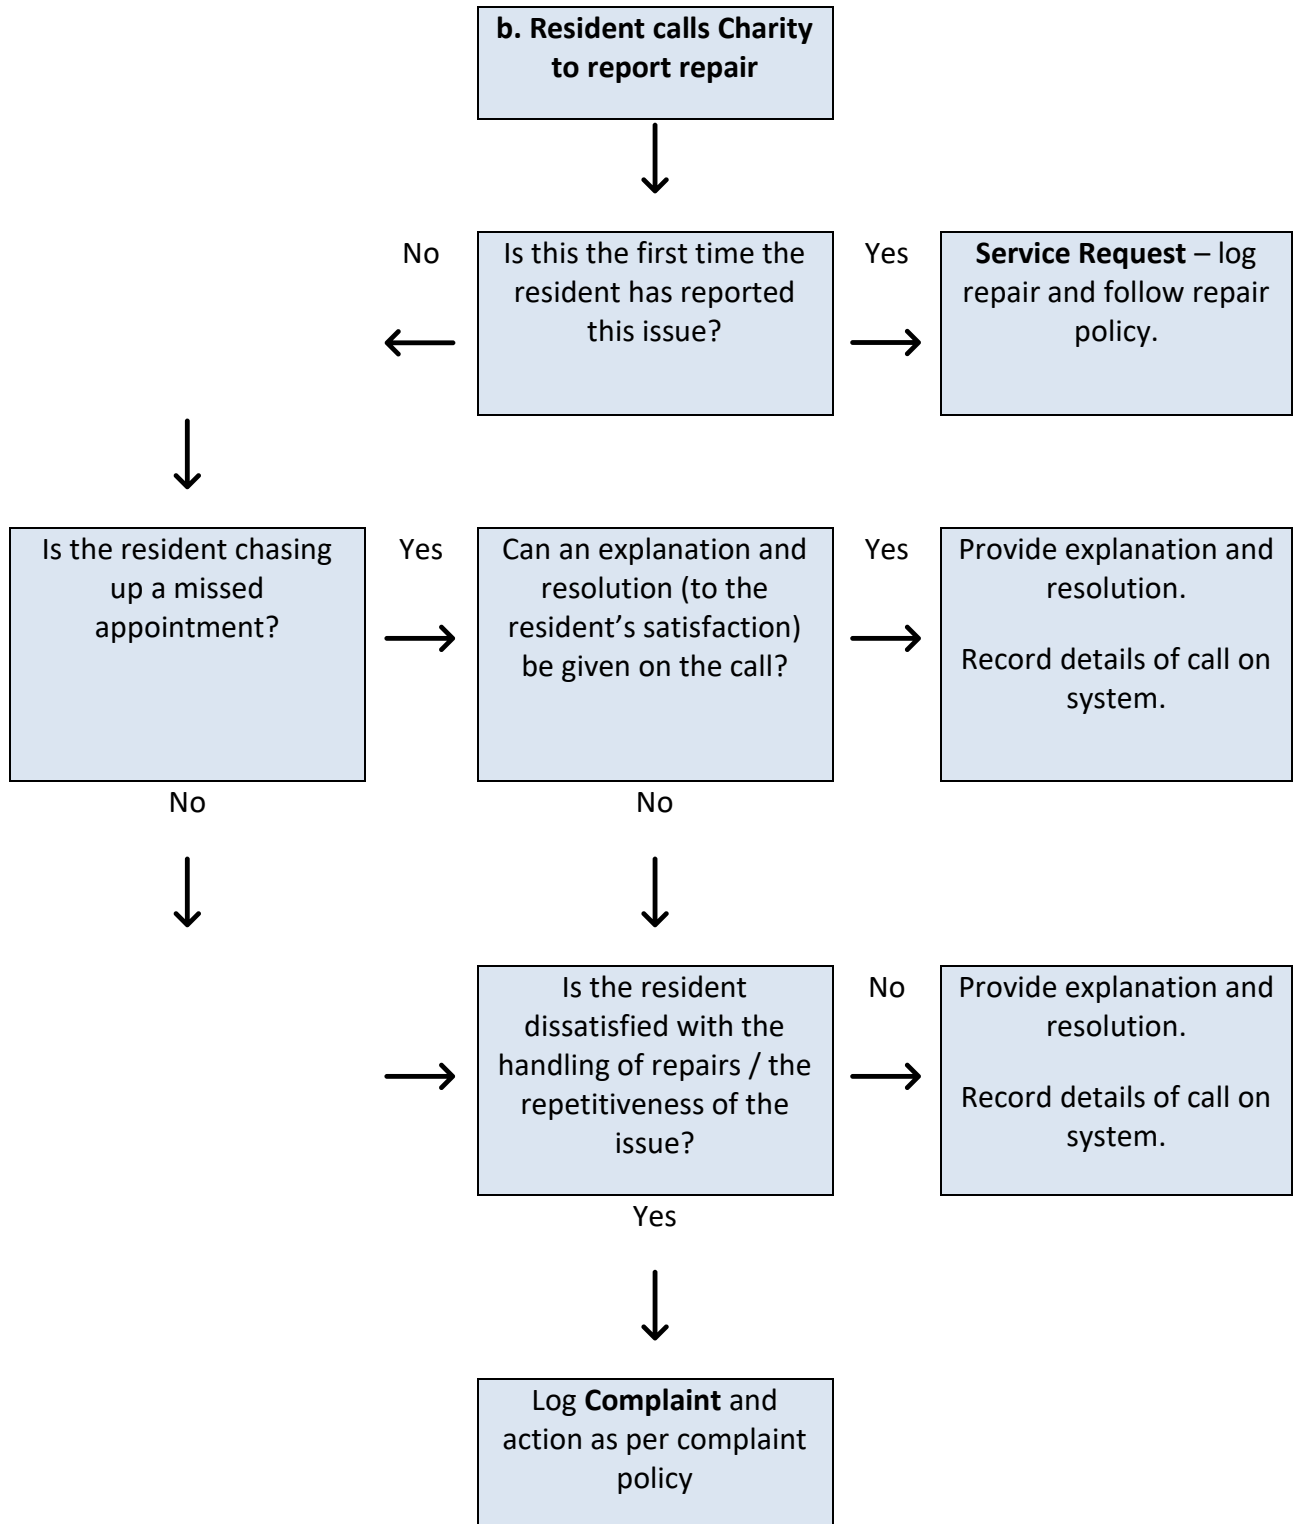 b. Resident calls Charity
to report repair
No
Is this the first time the
resident has reported
this issue?
Yes
Service Request – log
repair and follow repair
policy.
Is the resident chasing
up a missed
appointment?
Yes
Can an explanation and
resolution (to the
resident’s satisfaction)
be given on the call?
Yes
Provide explanation and
resolution.
Record details of call on
system.
No
No
Is the resident
dissatisfied with the
handling of repairs / the
repetitiveness of the
issue?
No
Provide explanation and
resolution.
Record details of call on
system.
Yes
Log Complaint and
action as per complaint
policy